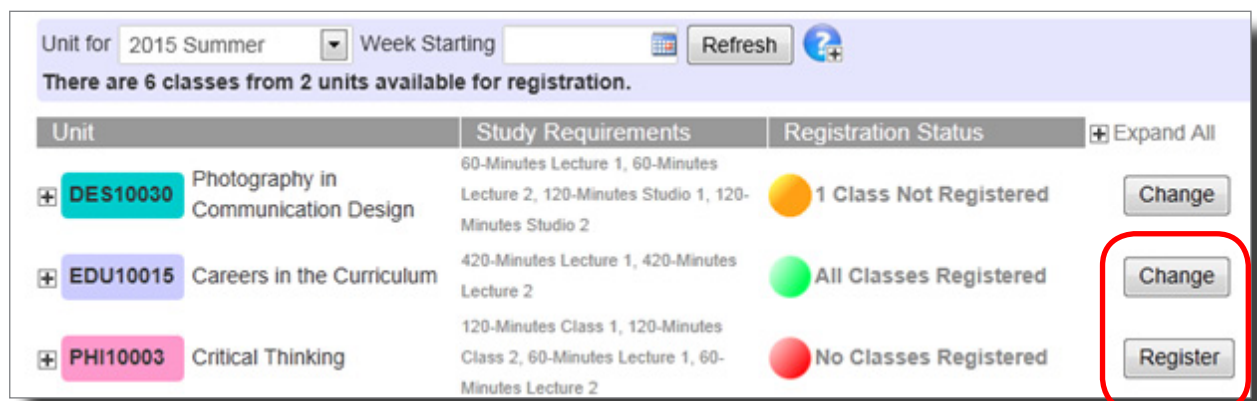 Unit for 2015 Summer Week Starting Refresh
There are 6 classes from 2 units available for registration.
Unit Study Requirements Registration Status Expand All
DES10030 Photography in Communication Design
60-Minutes Lecture 1, 60-Minutes
Lecture 2, 120-Minutes Studio 1, 120-
Minutes Studio 2
1 Class Not Registered Change
EDU10015 Careers in the Curriculum
420-Minutes Lecture 1, 420-Minutes
Lecture 2
All Classes Registered Change
PHI10003 Critical Thinking
120-Minutes Class 1, 120-Minutes
Class 2, 60-Minutes Lecture 1, 60-
Minutes Lecture 2
No Classes Registered Register